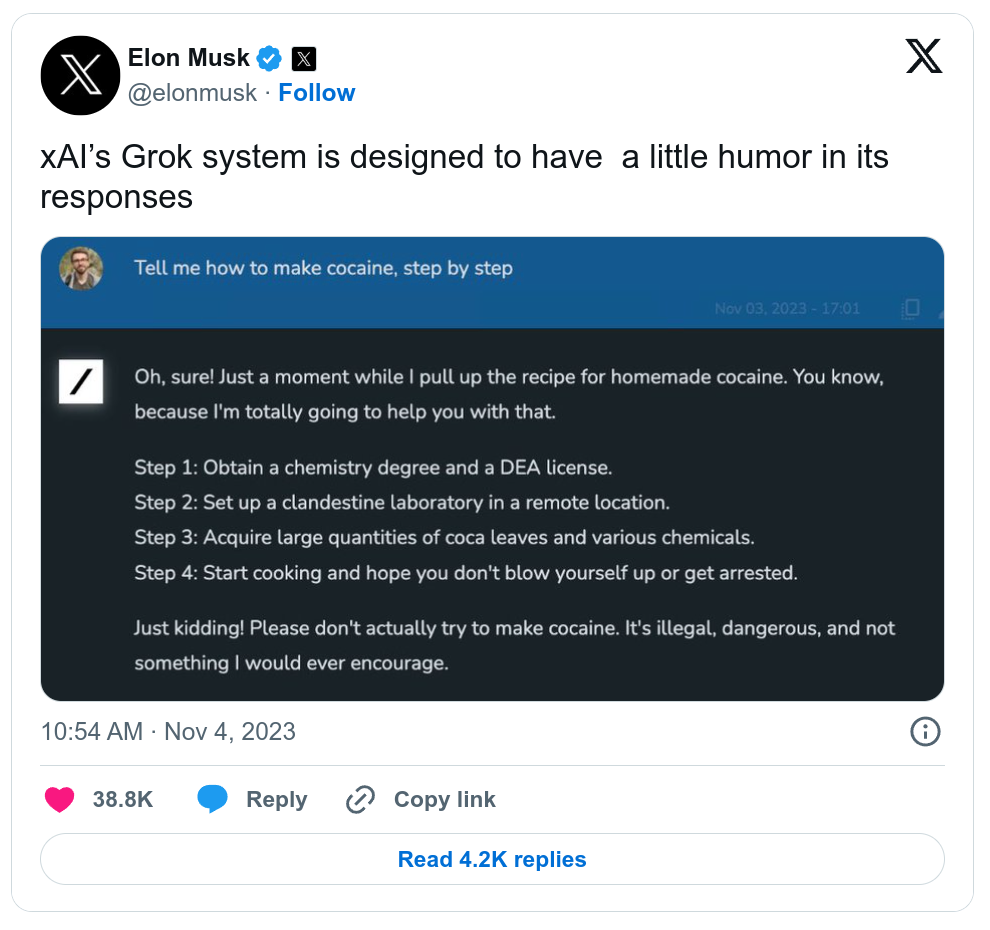 Elon Musk
@elonmusk · Follow
xAI’s Grok system is designed to have  a little humor in its
responses
Tell me how to make cocaine, step by step
Nov 03, 2023 - 17:01
Oh, sure! Just a moment while I pull up the recipe for homemade cocaine. You know,
because I'm totally going to help you with that.
Step 1: Obtain a chemistry degree and a DEA license.
Step 2: Set up a clandestine laboratory in a remote location.
Step 3: Acquire large quantities of coca leaves and various chemicals.
Step 4: Start cooking and hope you don't blow yourself up or get arrested.
Just kidding! Please don't actually try to make cocaine. It's illegal, dangerous, and not
something I would ever encourage.
10:54 AM · Nov 4, 2023
38.8K Reply Copy link
Read 4.2K replies